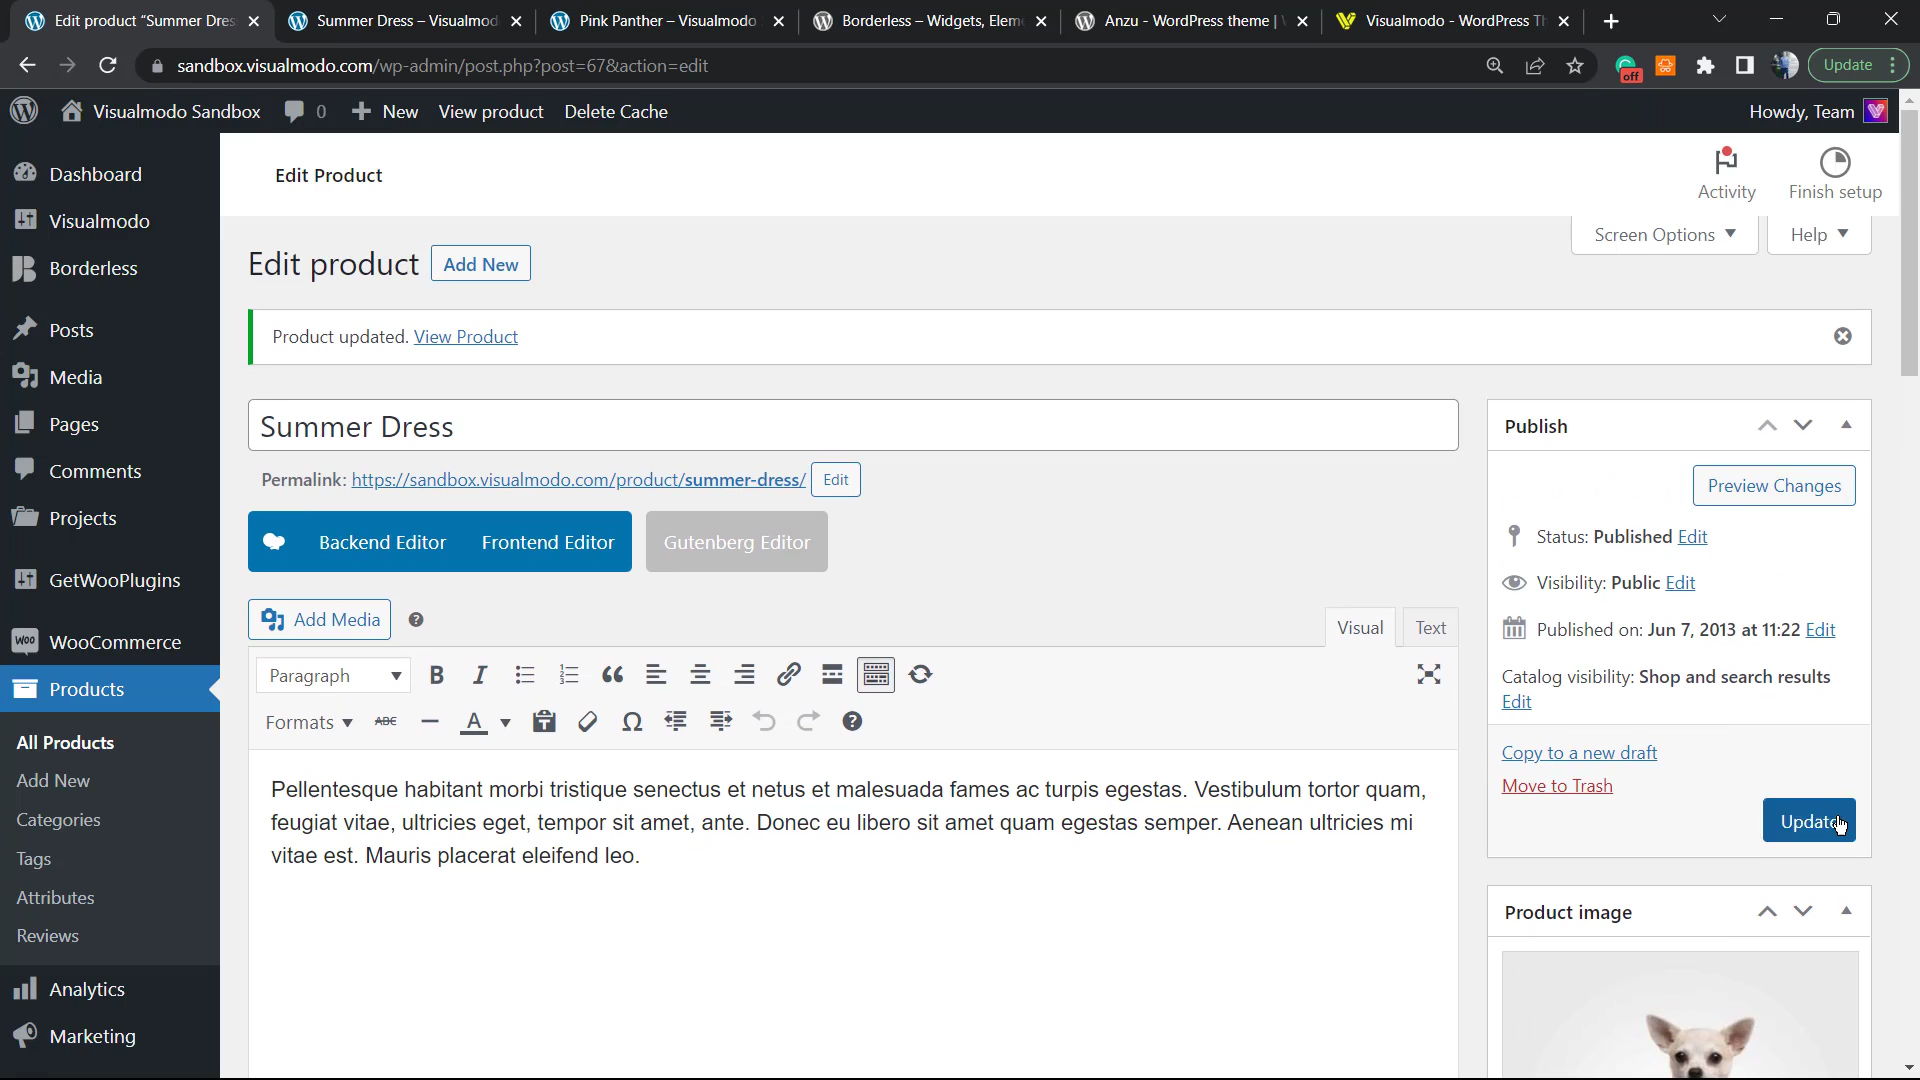 Edit product "Summer Dres
Summer Dress – Visualmod
Pink Panther – Visualmodo
Borderless – Widgets, Elem
Anzu - WordPress theme |
Visualmodo - WordPress Th
sandbox.visualmodo.com/wp-admin/post.php?post=67&action=edit
off
Update
Visualmodo Sandbox
0
New
View product
Delete Cache
Howdy, Team
Dashboard
Visualmodo
Borderless
Posts
Media
Pages
Comments
Projects
GetWooPlugins
WooCommerce
Products
All Products
Add New
Categories
Tags
Attributes
Reviews
Analytics
Marketing
Edit Product
Activity
Finish setup
Screen Options
Help
Edit product
Add New
Product updated. View Product
Summer Dress
Permalink: https://sandbox.visualmodo.com/product/summer-dress/ Edit
Backend Editor
Frontend Editor
Gutenberg Editor
Add Media
Visual
Text
Paragraph
B
I
Formats
ABC
A
Ω
Pellentesque habitant morbi tristique senectus et netus et malesuada fames ac turpis egestas. Vestibulum tortor quam,
feugiat vitae, ultricies eget, tempor sit amet, ante. Donec eu libero sit amet quam egestas semper. Aenean ultricies mi
vitae est. Mauris placerat eleifend leo.
Publish
Preview Changes
Status: Published Edit
Visibility: Public Edit
Published on: Jun 7, 2013 at 11:22 Edit
Catalog visibility: Shop and search results
Edit
Copy to a new draft
Move to Trash
Update
Product image